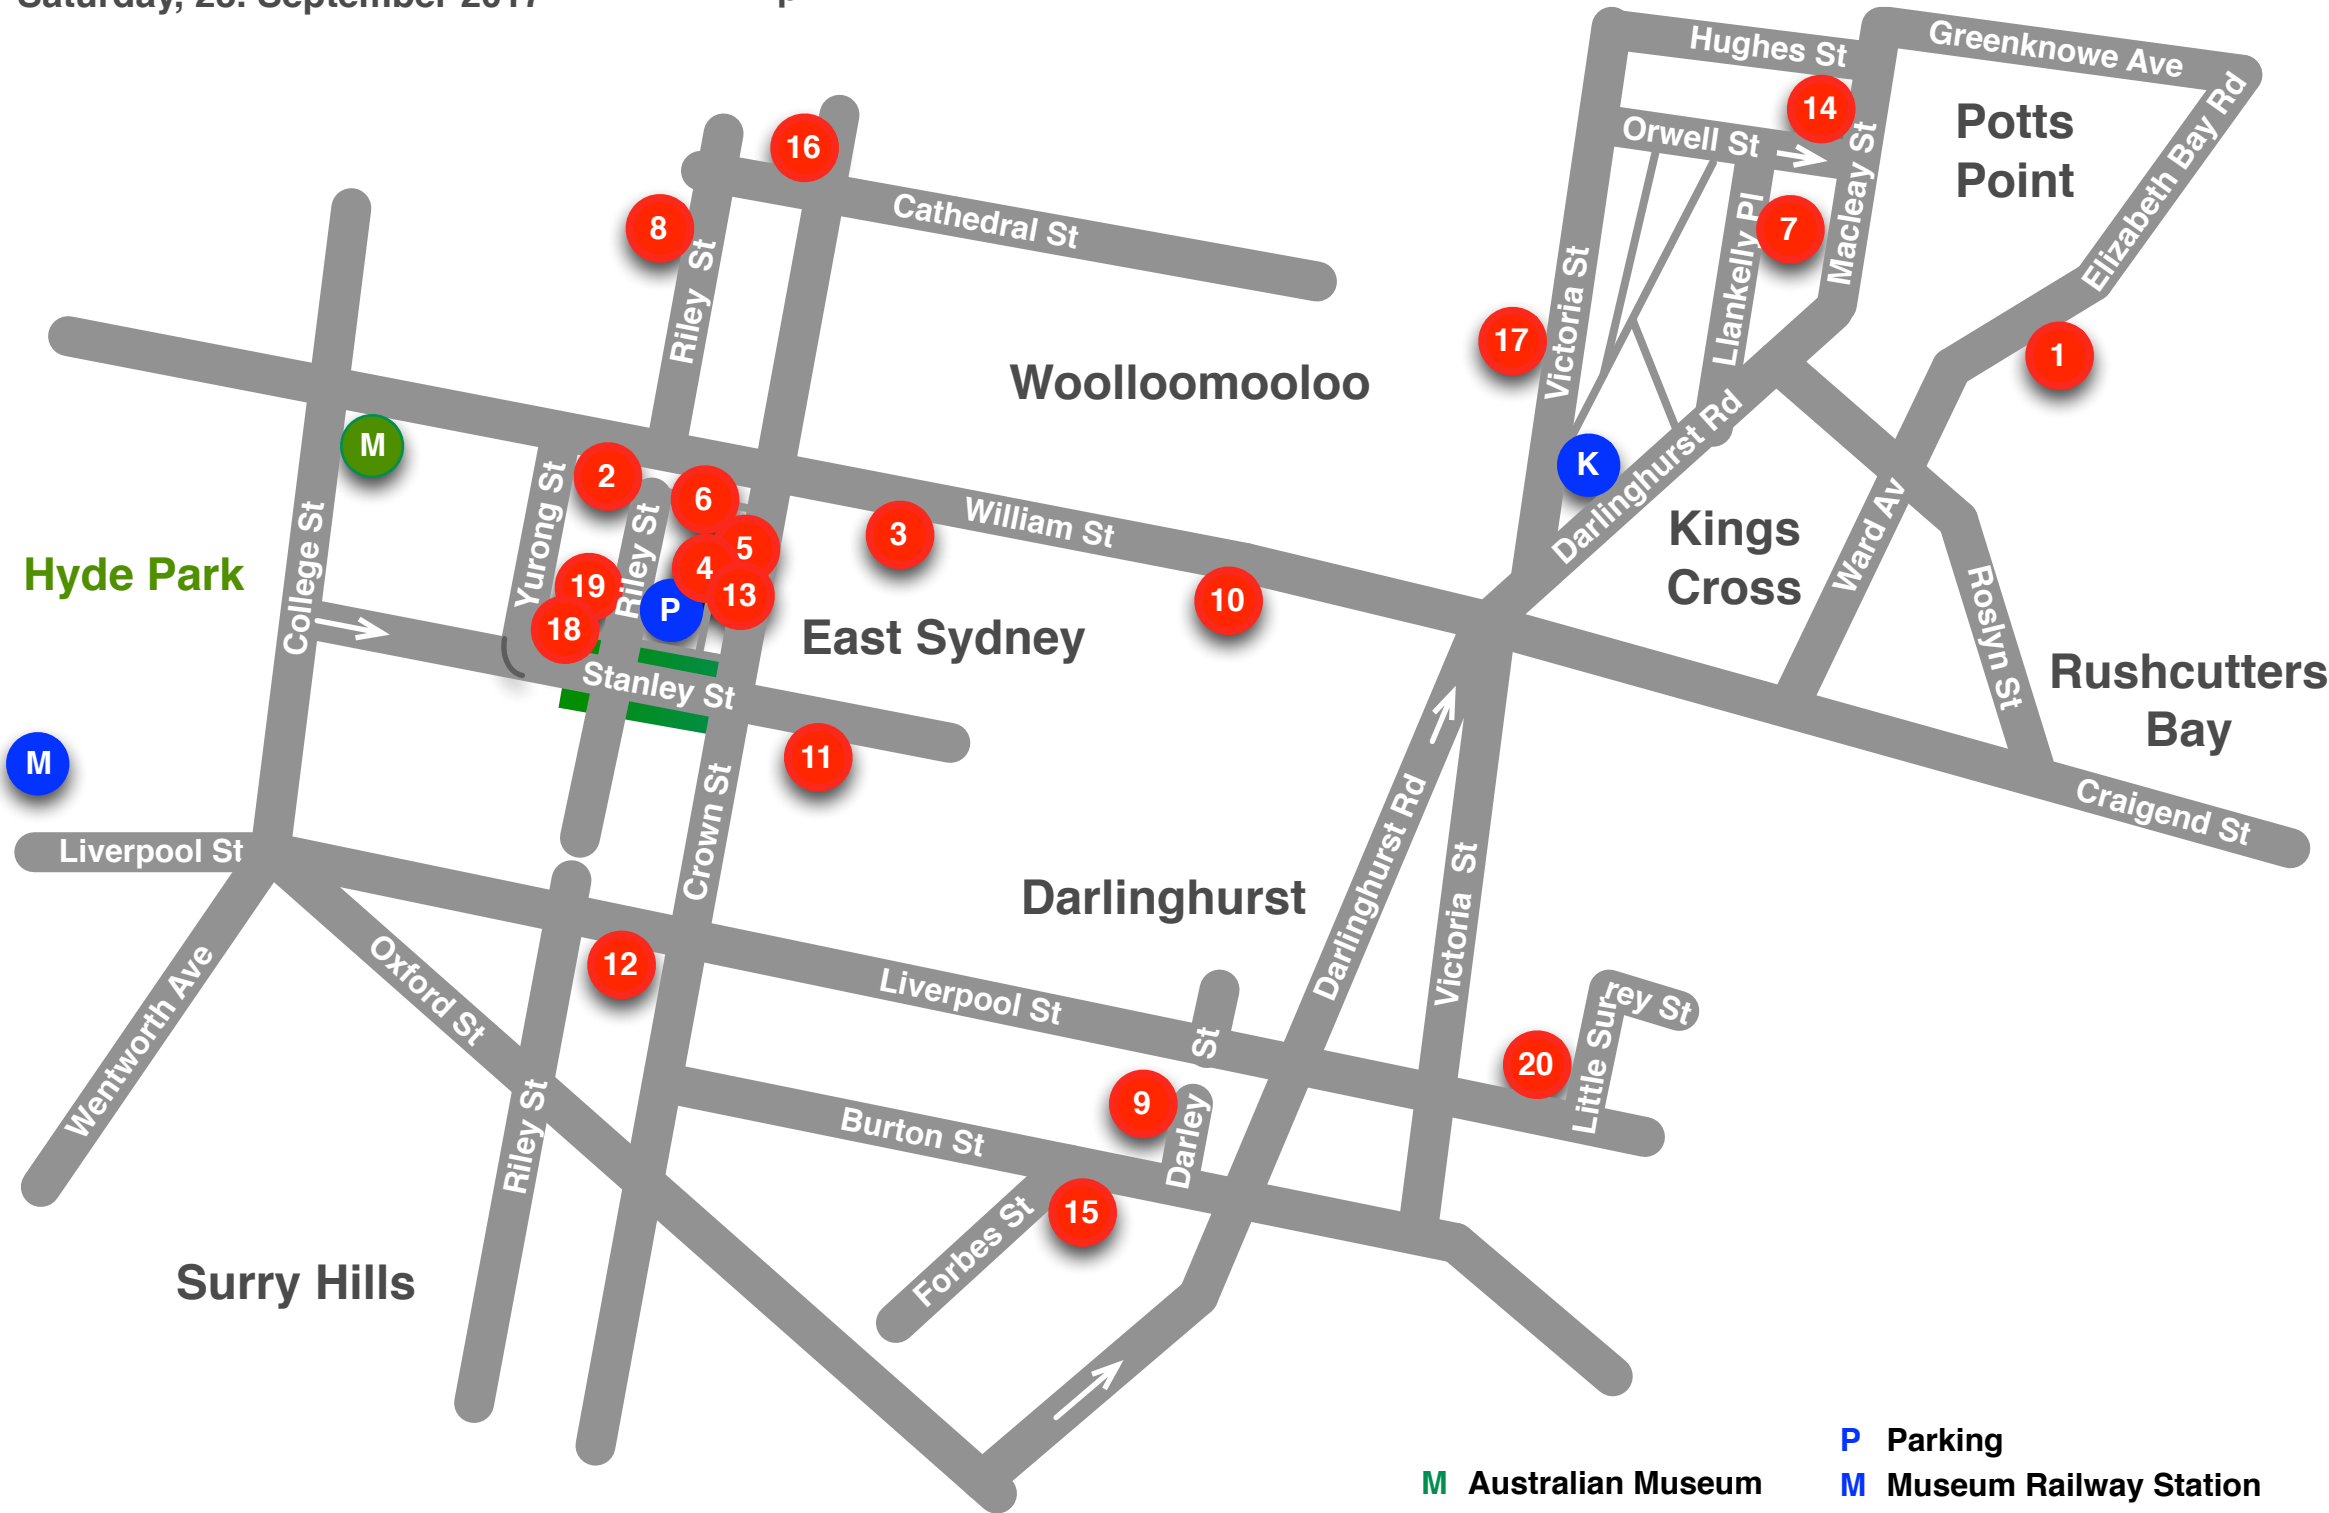 Saturday, 23. September 2017
Hughes St
Greenknowe Ave
14
Potts
Point
Orwell St
16
Macleay St
Elizabeth Bay Rd
Cathedral St
8
Riley St
Llankelly Pl
7
Victoria St
17
1
Woolloomooloo
M
2
6
K
Darlinghurst Rd
William St
3
5
4
Kings
Cross
Ward Av
Yurong St
Riley St
Hyde Park
College St
19
13
P
10
18
East Sydney
Roslyn St
Stanley St
Rushcutters
Bay
M
11
Craigend St
Liverpool St
Crown St
Darlinghurst
Darlinghurst Rd
Victoria St
12
Wentworth Ave
Oxford St
Liverpool St
Little Surrey St
St
20
9
Darley
Burton St
Riley St
15
Forbes St
Surry Hills
P Parking
M Australian Museum
M Museum Railway Station